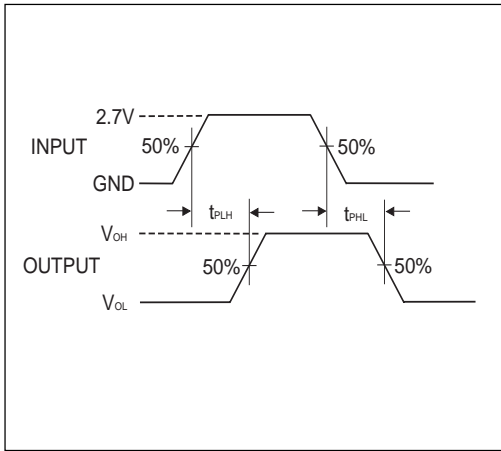 2.7V
INPUT 50% 50%
GND
tPLH tPHL
VOH
OUTPUT 50% 50%
VOL